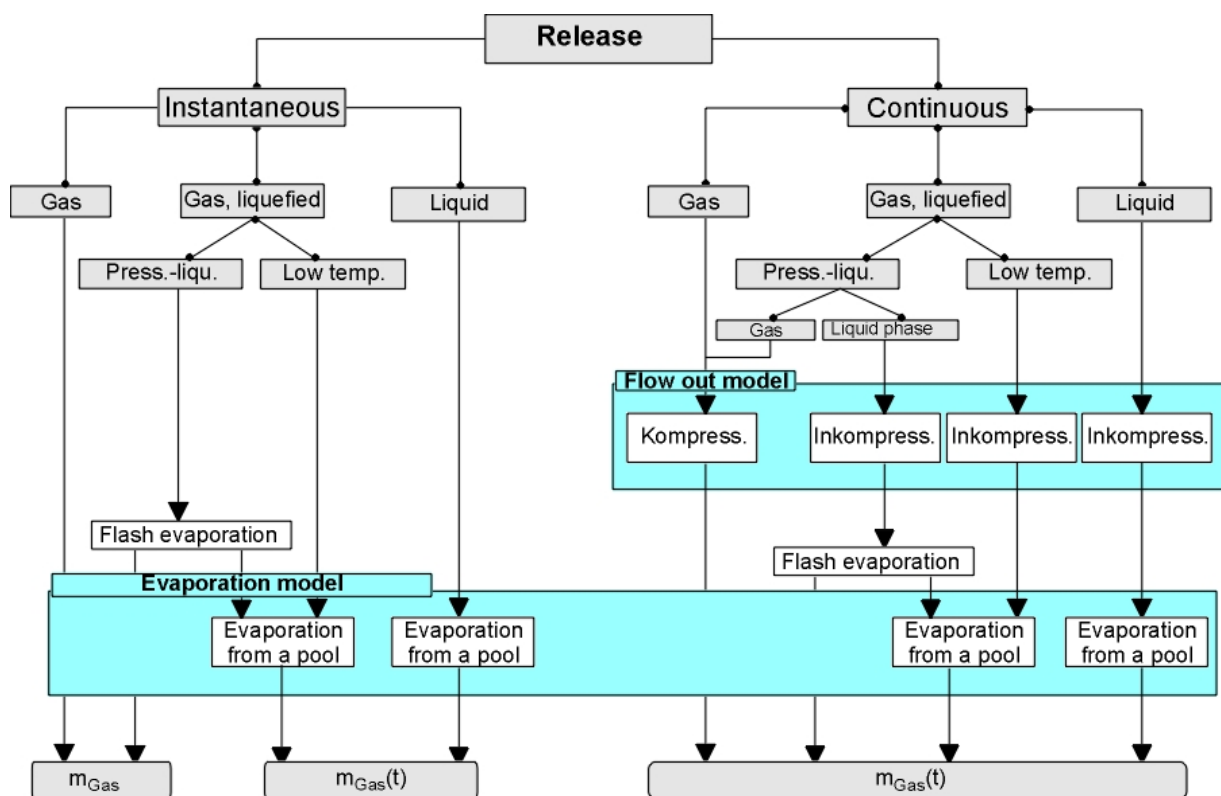 Release
Instantaneous
Continuous
Gas
Gas, liquefied
Liquid
Gas
Gas, liquefied
Liquid
Press.-liqu.
Low temp.
Press.-liqu.
Low temp.
Gas
Liquid phase
Flow out model
Kompress.
Inkompress.
Inkompress.
Inkompress.
Flash evaporation
Flash evaporation
Evaporation model
Evaporation
from a pool
Evaporation
from a pool
Evaporation
from a pool
Evaporation
from a pool
mGas
mGas(t)
mGas(t)